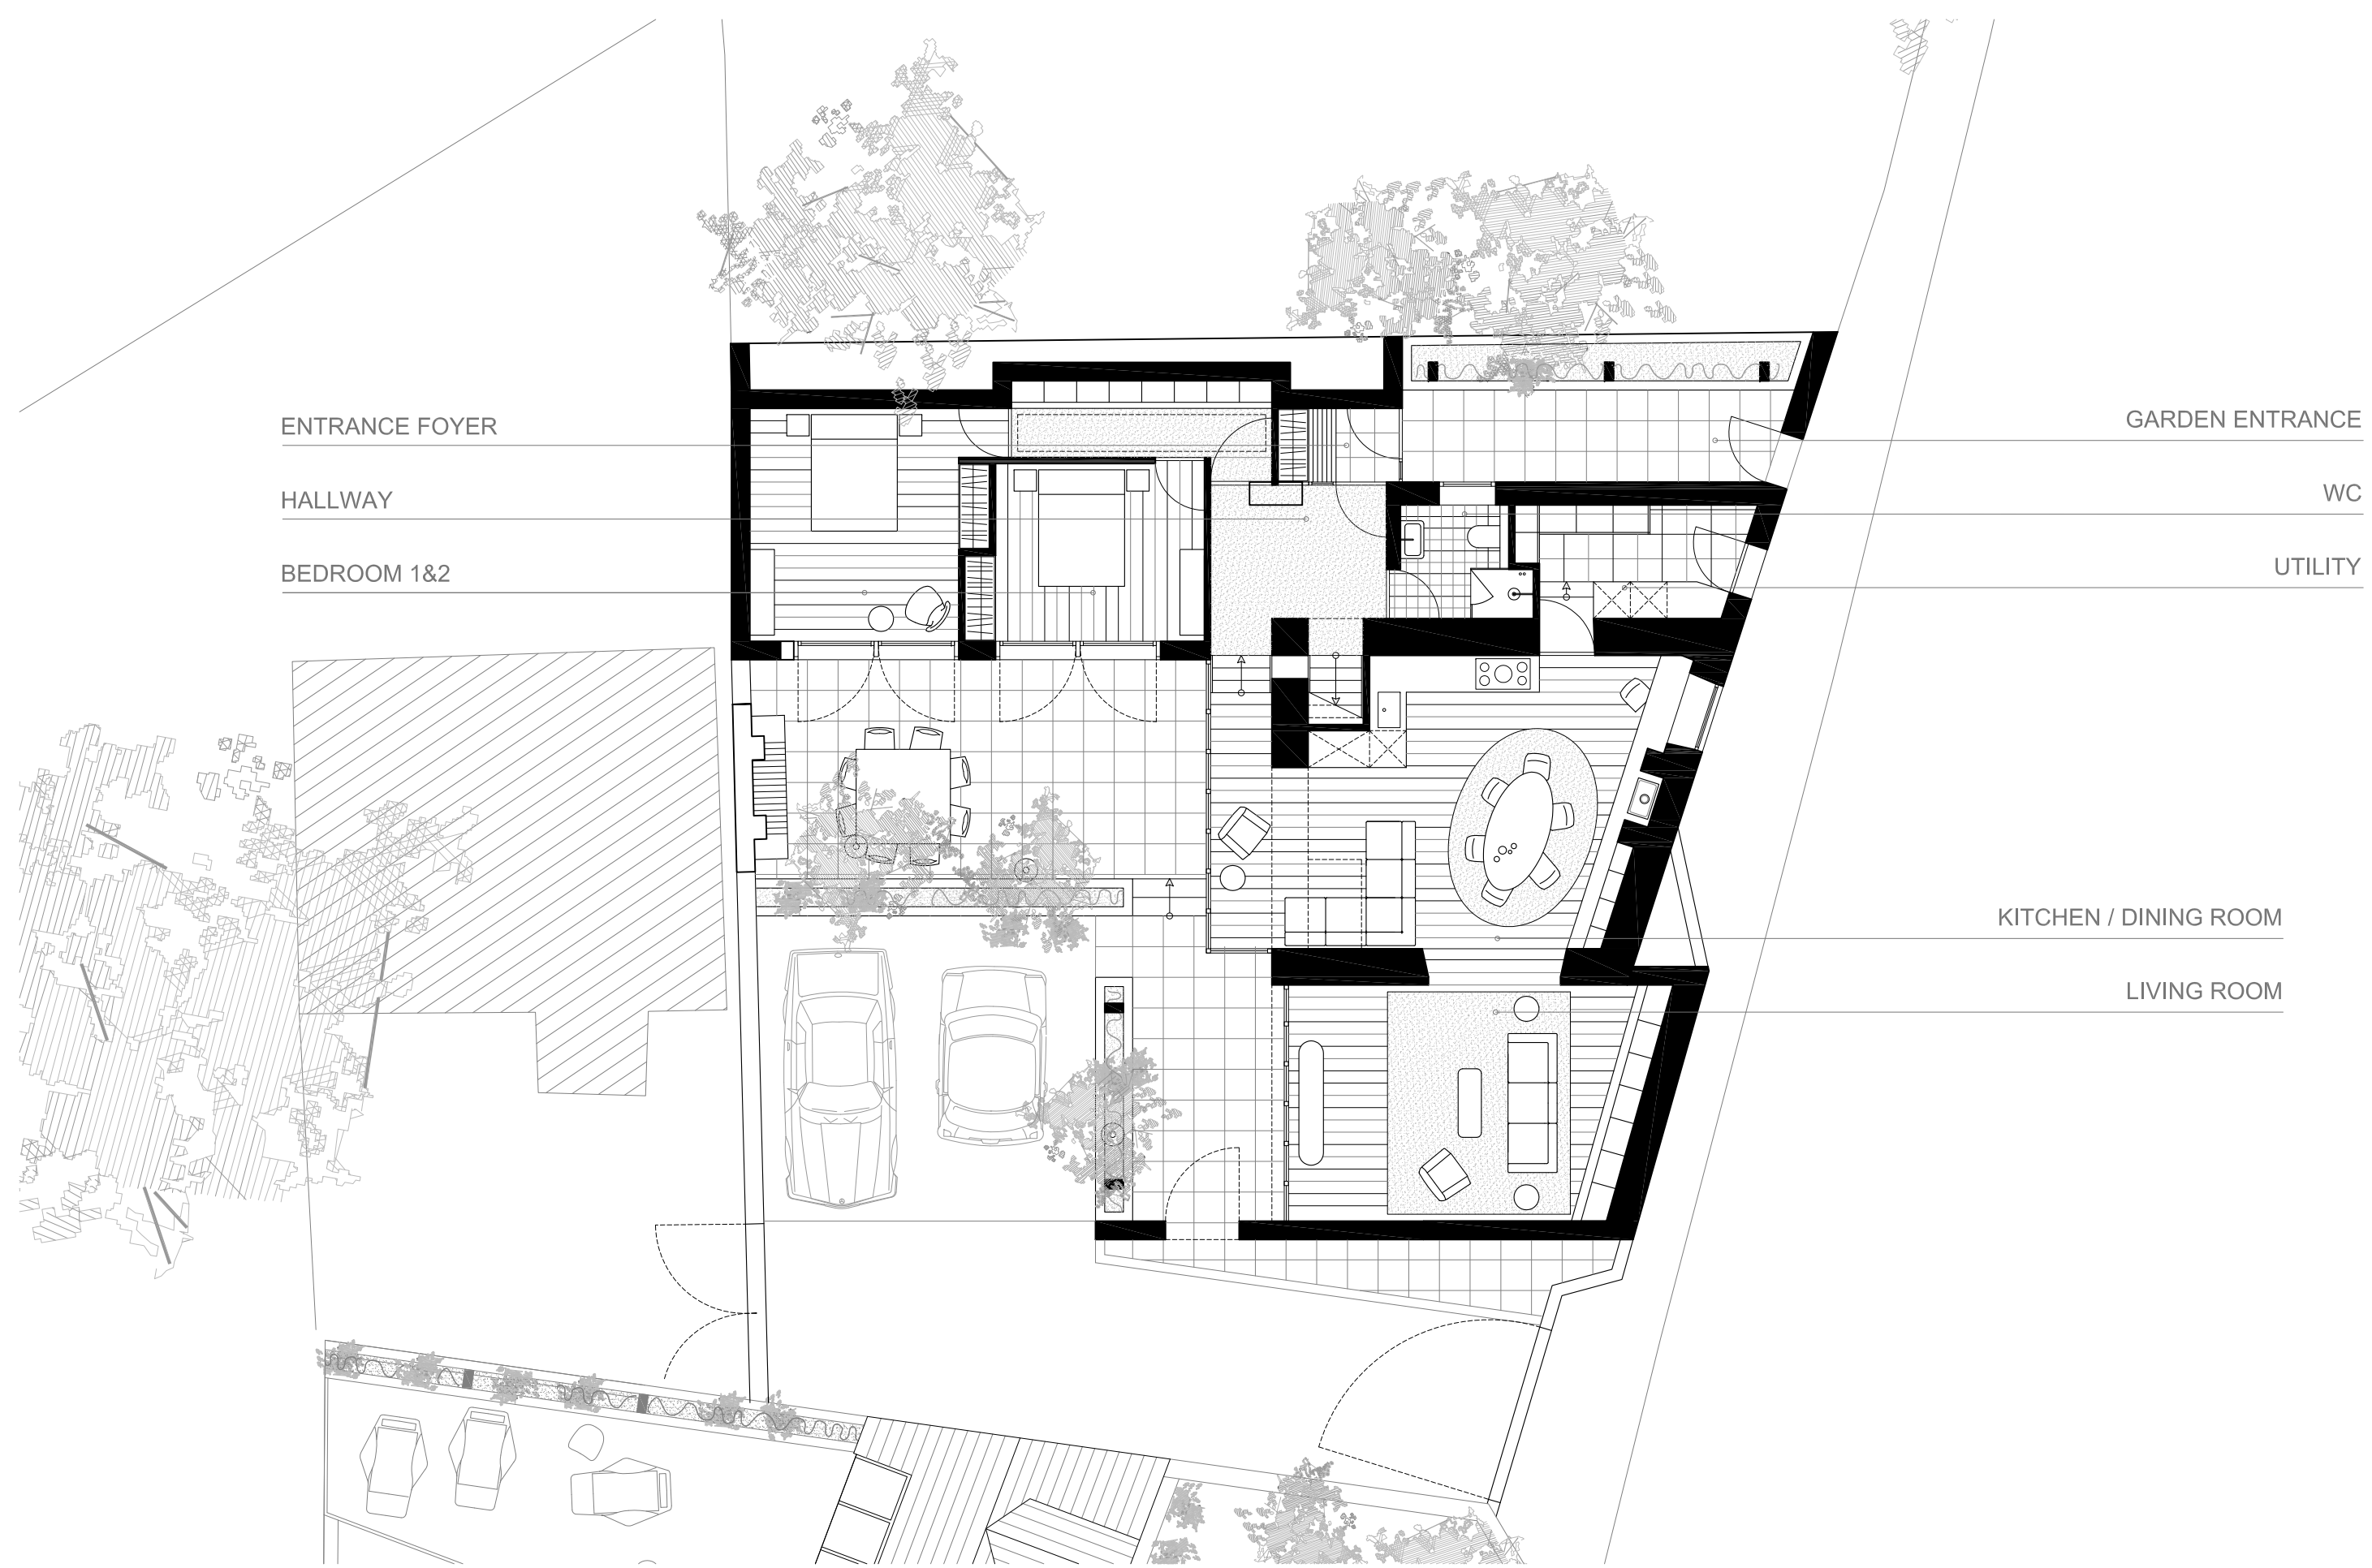 ENTRANCE FOYER
HALLWAY
BEDROOM 1&2
GARDEN ENTRANCE
WC
UTILITY
KITCHEN / DINING ROOM
LIVING ROOM